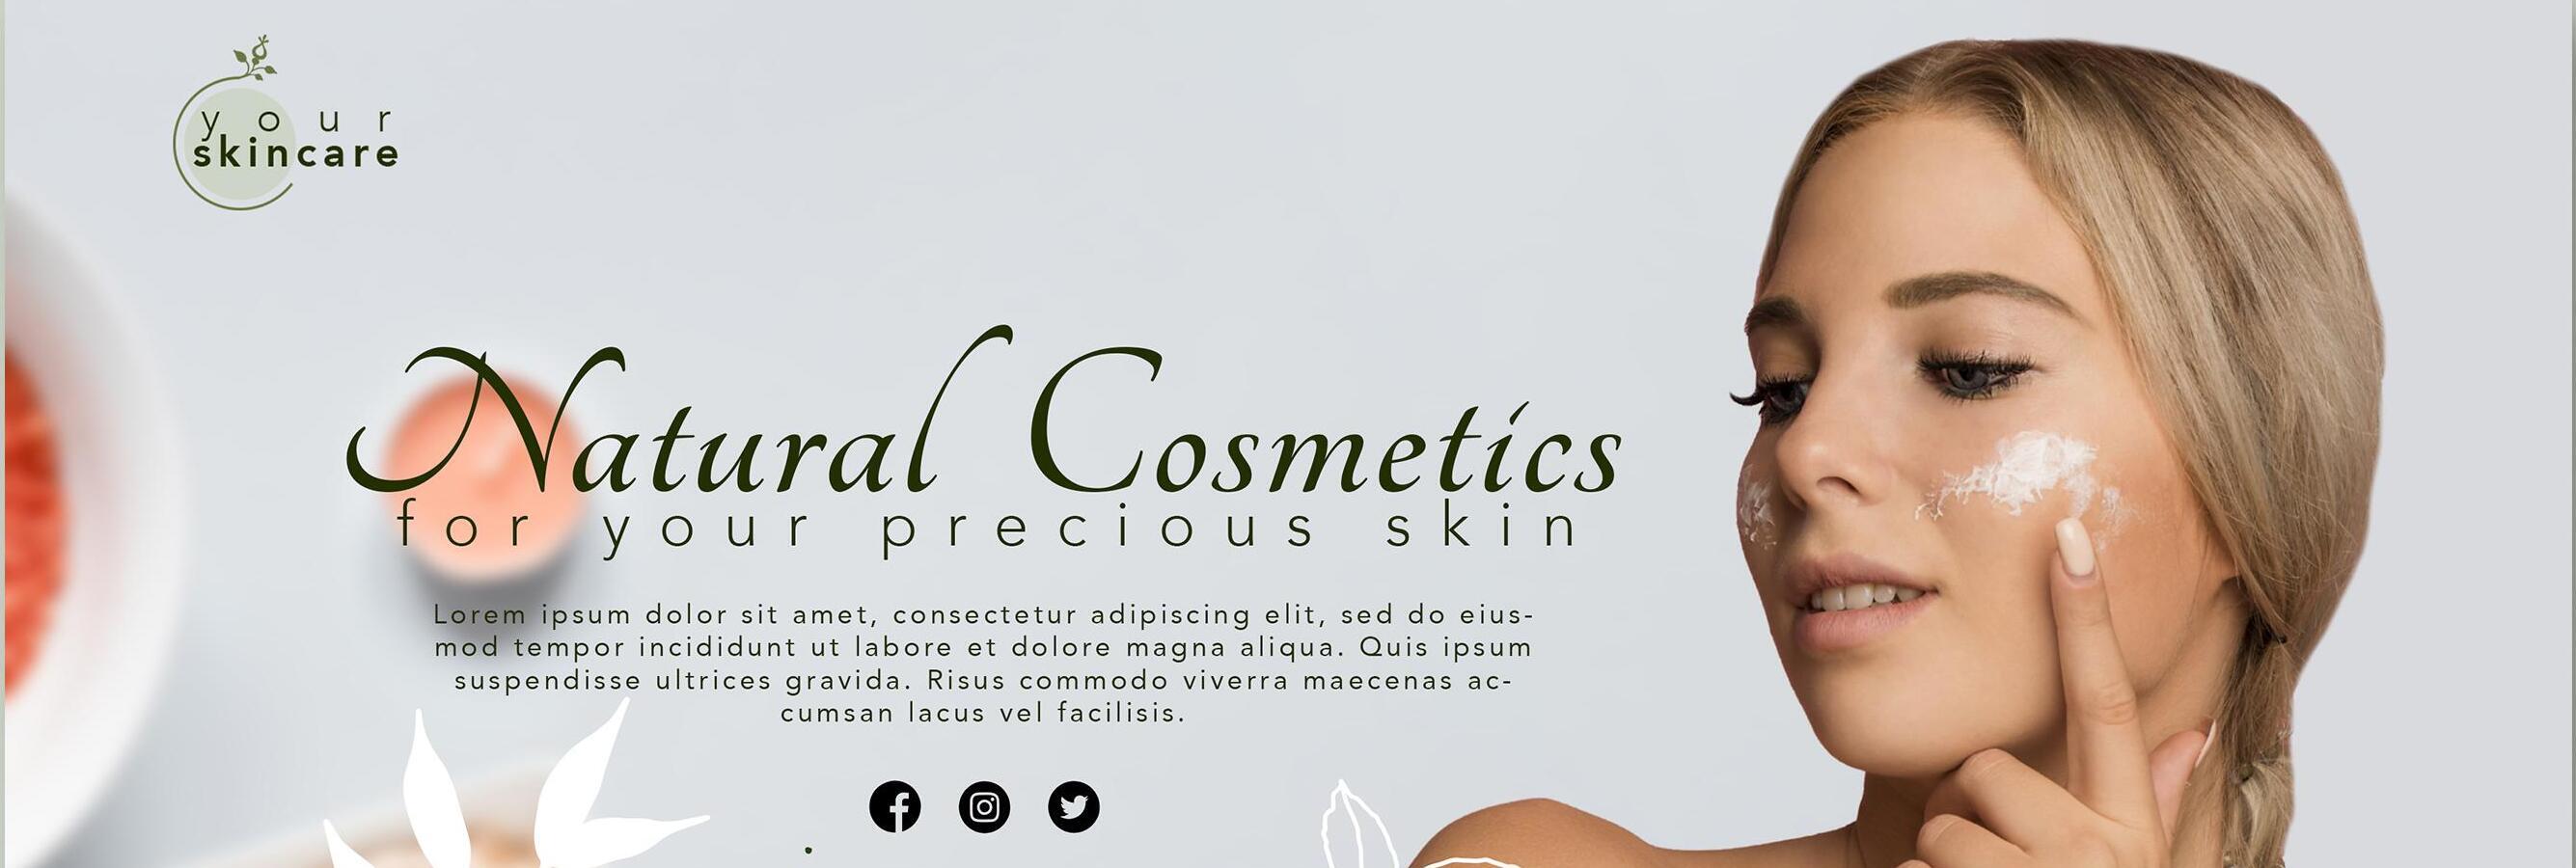 your
skincare
Natural Cosmetics
for your precious skin
Lorem ipsum dolor sit amet, consectetur adipiscing elit, sed do eius-
mod tempor incididunt ut labore et dolore magna aliqua. Quis ipsum
suspendisse ultrices gravida. Risus commodo viverra maecenas ac-
cumsan lacus vel facilisis.